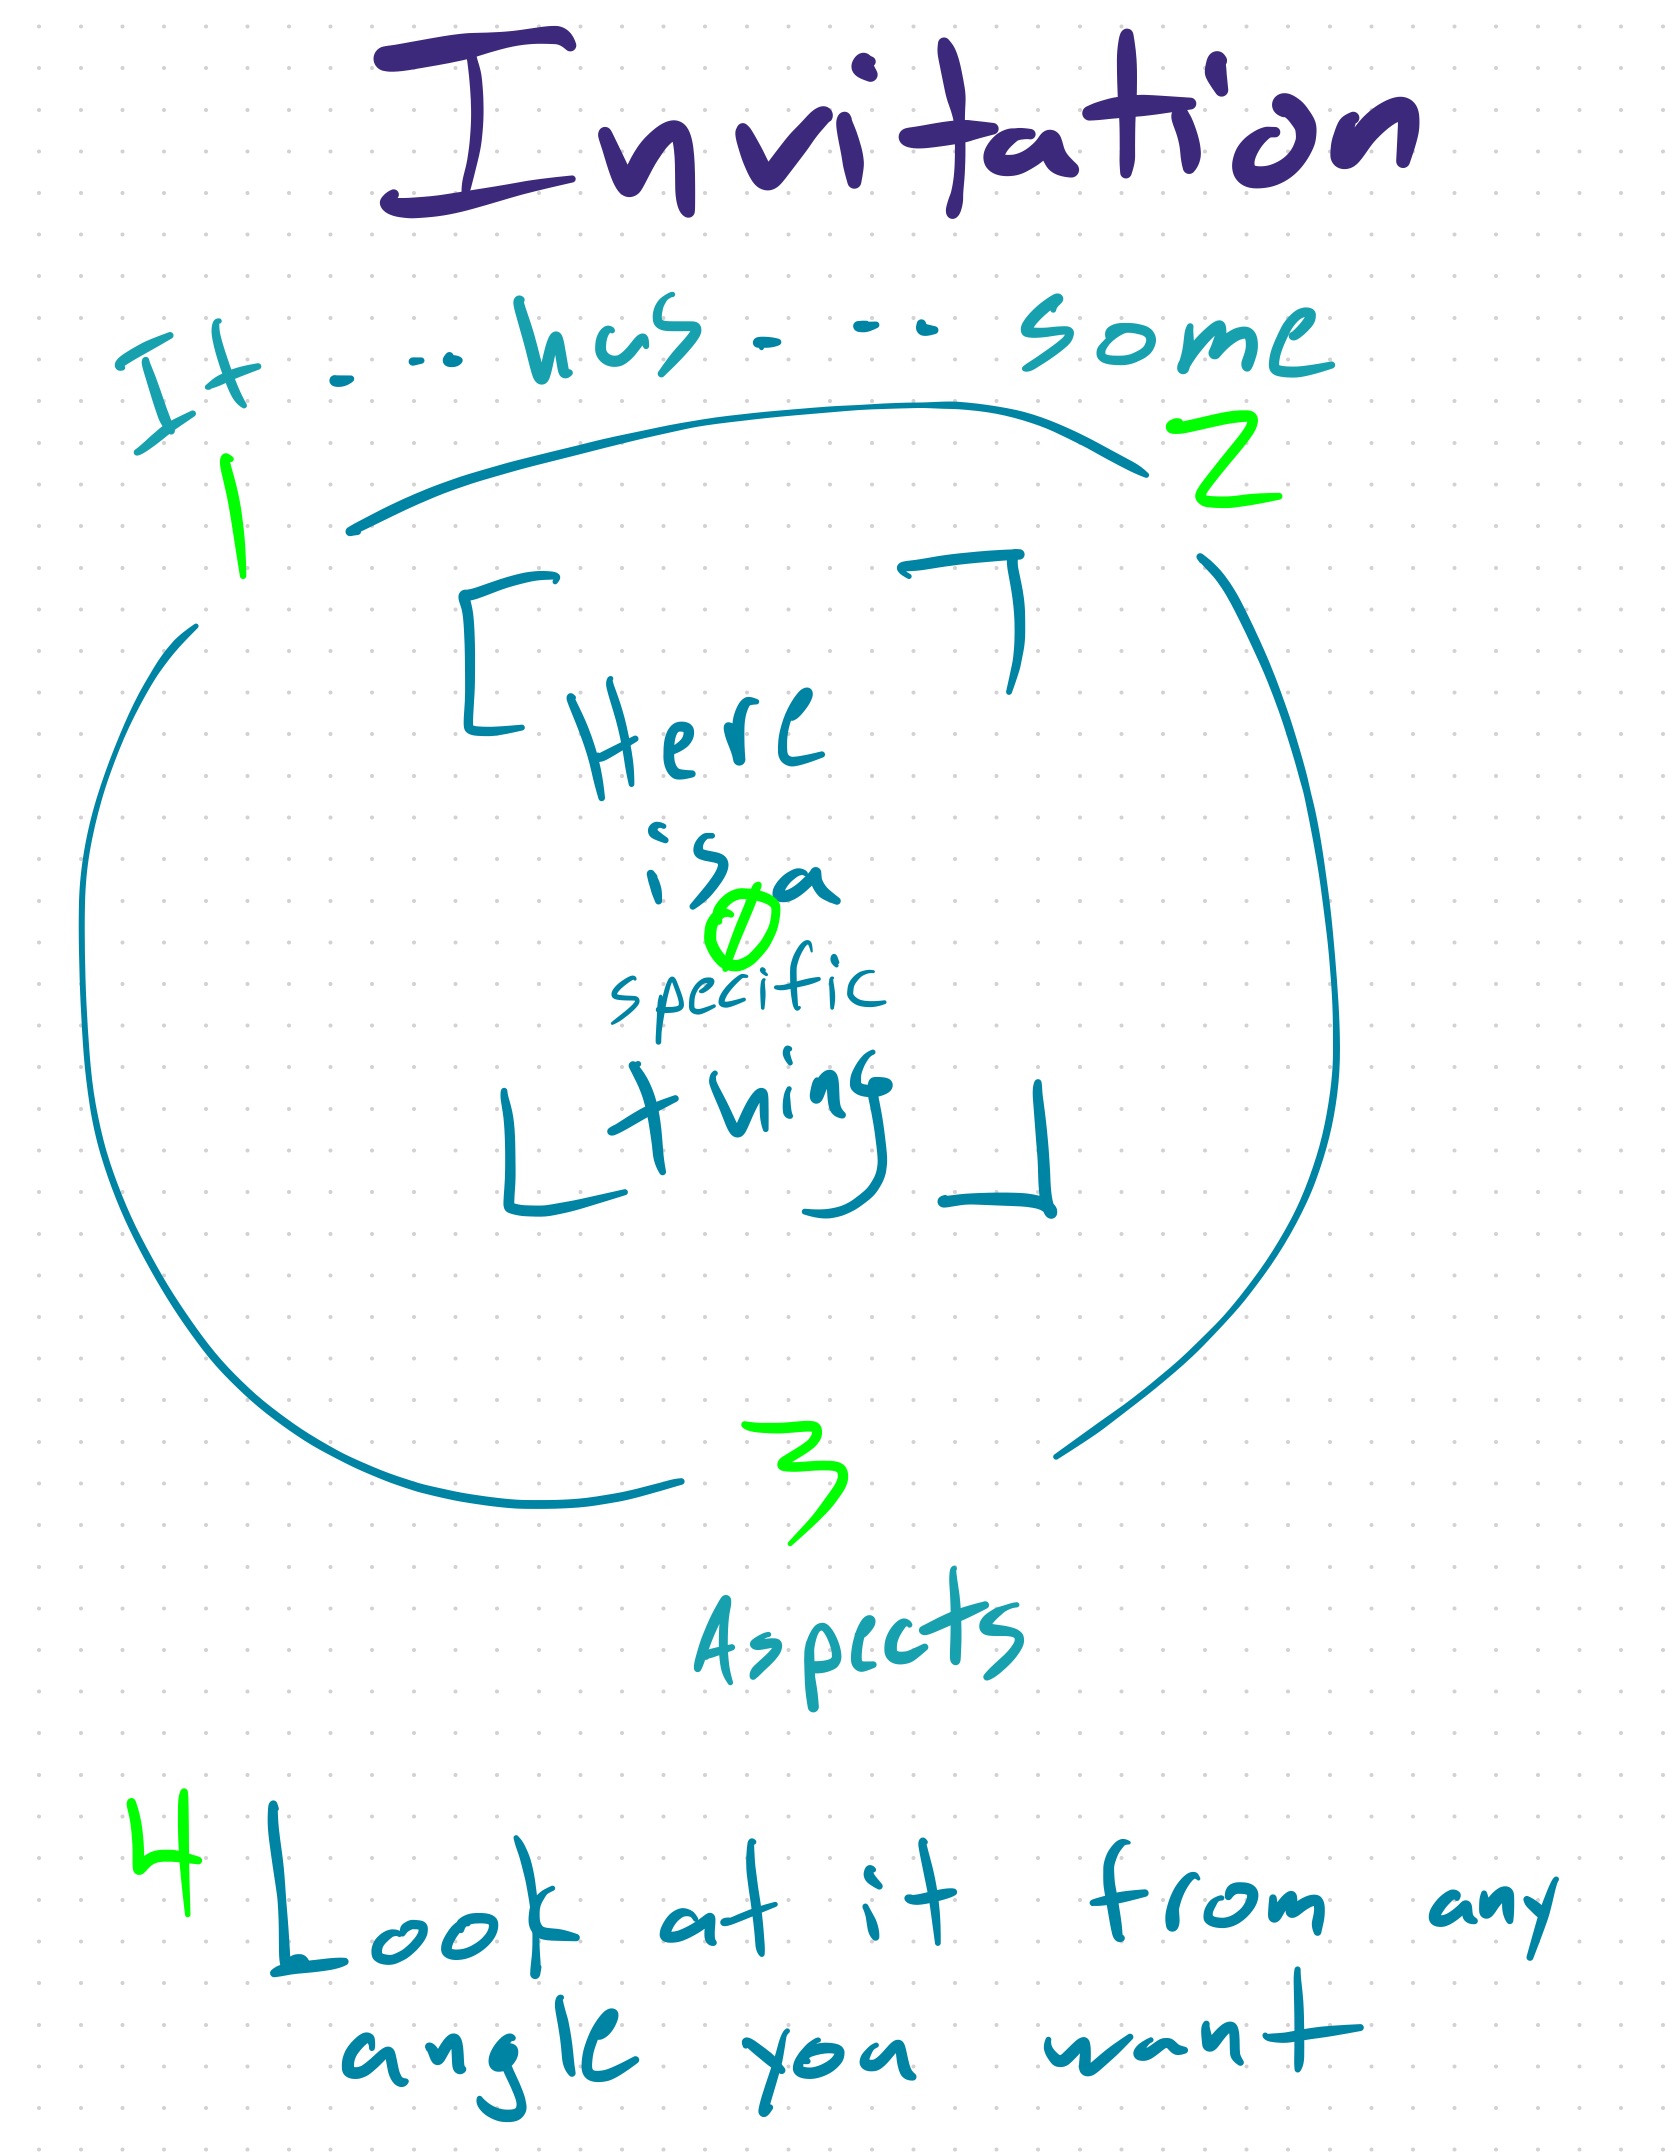 Invitation
It - - - has - - - some
1
2
Here
is a
Ø
specific
thing
3
Aspects
4 Look at it from any
angle you want